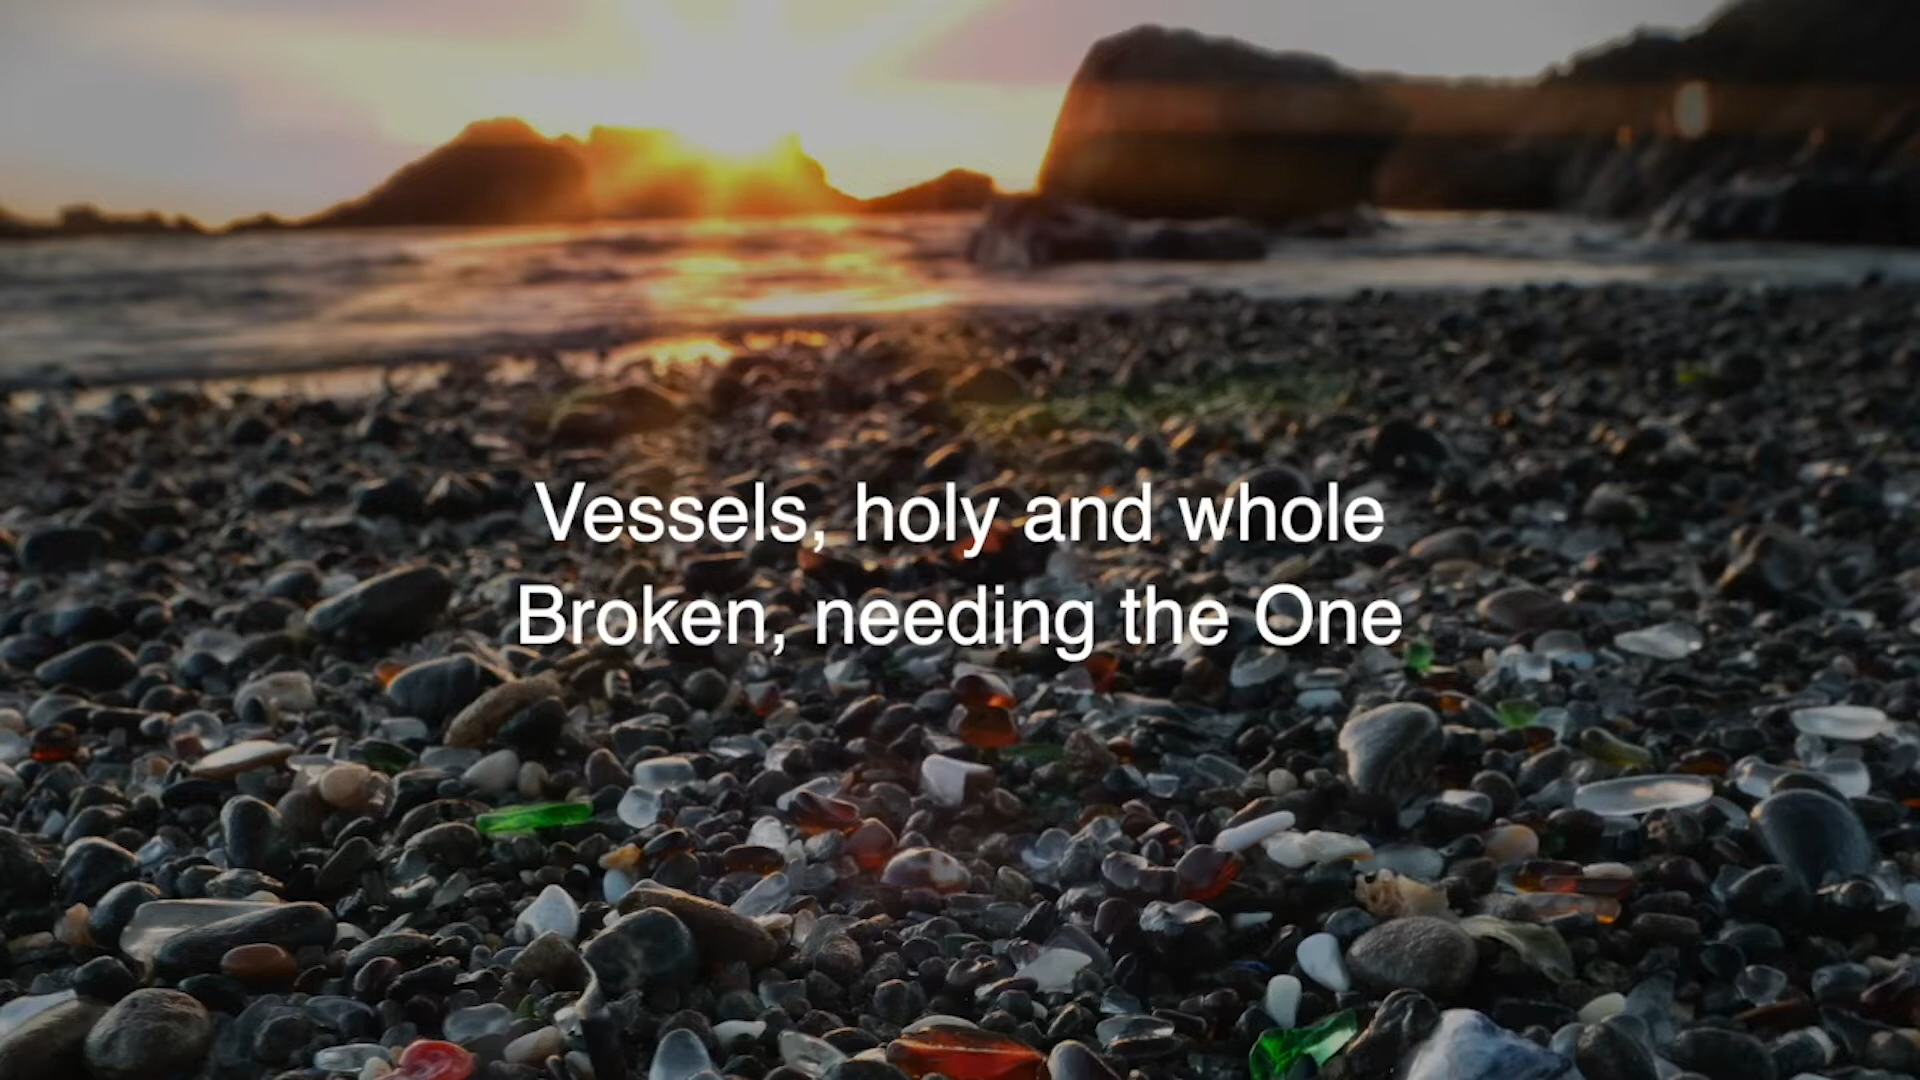 Vessels, holy and whole
Broken, needing the One